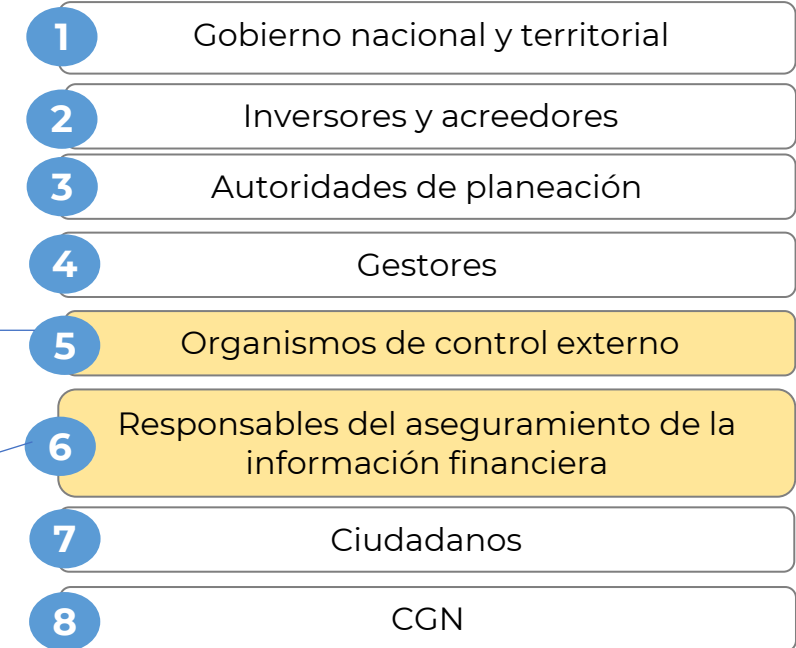 1 Gobierno nacional y territorial
2 Inversores y acreedores
3 Autoridades de planeación
4 Gestores
5 Organismos de control externo
6 Responsables del aseguramiento de la
información financiera
7 Ciudadanos
8 CGN